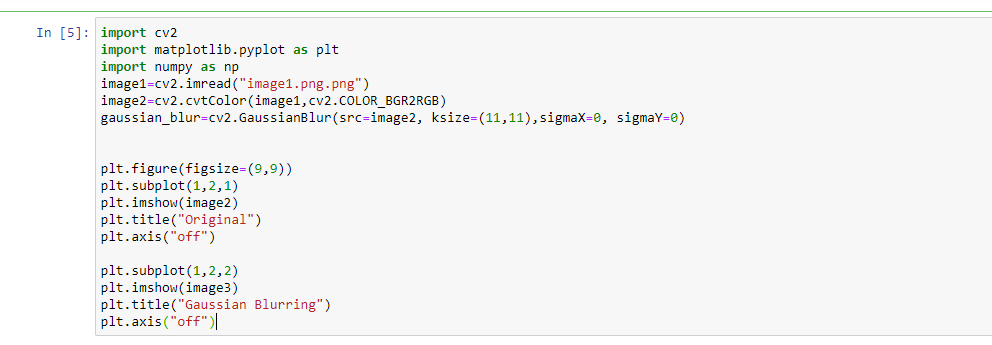 In [5]: import cv2
import matplotlib.pyplot as plt
import numpy as np
image1=cv2.imread("image1.png.png")
image2=cv2.cvtColor(image1,cv2.COLOR_BGR2RGB)
gaussian_blur=cv2.GaussianBlur(src=image2, ksize=(11,11),sigmaX=0, sigmaY=0)
plt.figure(figsize=(9,9))
plt.subplot(1,2,1)
plt.imshow(image2)
plt.title("Original")
plt.axis("off")
plt.subplot(1,2,2)
plt.imshow(image3)
plt.title("Gaussian Blurring")
plt.axis("off")